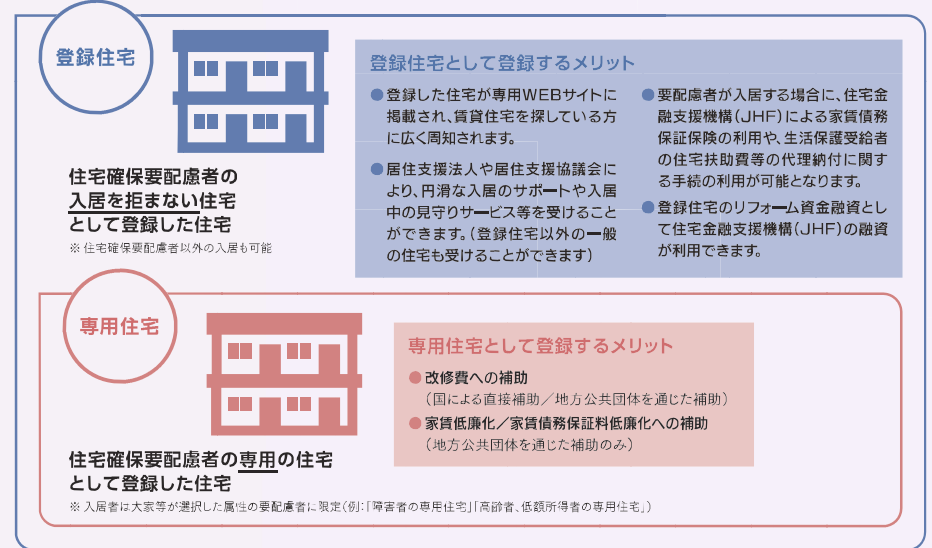 登録住宅
住宅確保要配慮者の
入居を拒まない住宅
として登録した住宅
※ 住宅確保要配慮者以外の入居も可能
登録住宅として登録するメリット
●登録した住宅が専用WEBサイトに
掲載され、賃貸住宅を探している方
に広く周知されます。
●居住支援法人や居住支援協議会に
より、円滑な入居のサポートや入居
中の見守りサービス等を受けること
ができます。（登録住宅以外の一般
の住宅も受けることができます）
●要配慮者が入居する場合に、住宅金
融支援機構（JHF）による家賃債務
保証保険の利用や、生活保護受給者
の住宅扶助費等の代理納付に関す
る手続の利用が可能となります。
●登録住宅のリフォーム資金融資とし
て住宅金融支援機構（JHF）の融資
が利用できます。
専用住宅
住宅確保要配慮者の専用の住宅
として登録した住宅
※ 入居者は大家等が選択した属性の要配慮者に限定（例：「障害者の専用住宅」「高齢者、低額所得者の専用住宅」）
専用住宅として登録するメリット
●改修費への補助
（国による直接補助／地方公共団体を通じた補助）
●家賃低廉化／家賃債務保証料低廉化への補助
（地方公共団体を通じた補助のみ）